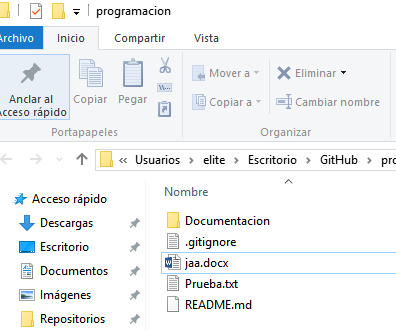 programacion
Archivo Inicio Compartir Vista
Anclar al
Acceso rápido
Copiar
Pegar
Mover a
Copiar a
Eliminar
Cambiar nombre
Portapapeles
Organizar
« Usuarios > elite > Escritorio > GitHub > pro
Acceso rápido
Descargas
Escritorio
Documentos
Imágenes
Repositorios
Nombre
Documentacion
.gitignore
jaa.docx
Prueba.txt
README.md